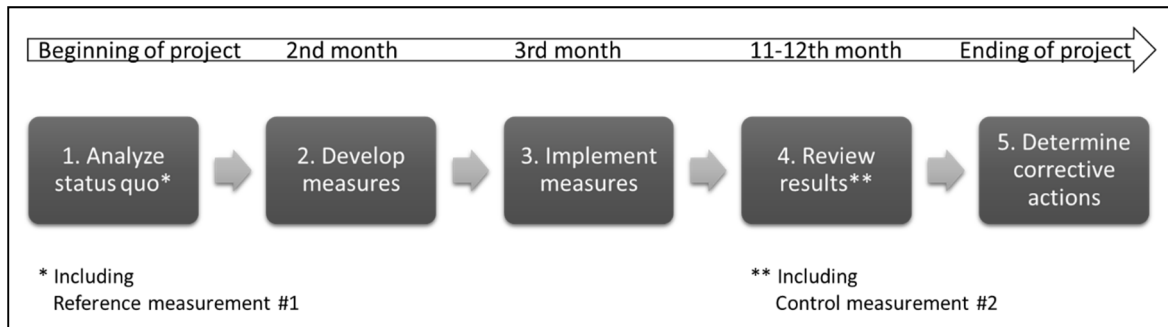 Beginning of project 2nd month 3rd month 11-12th month Ending of project
1. Analyze
status quo*
2. Develop
measures
3. Implement
measures
4. Review
results**
5. Determine
corrective
actions
* Including
Reference measurement #1
** Including
Control measurement #2